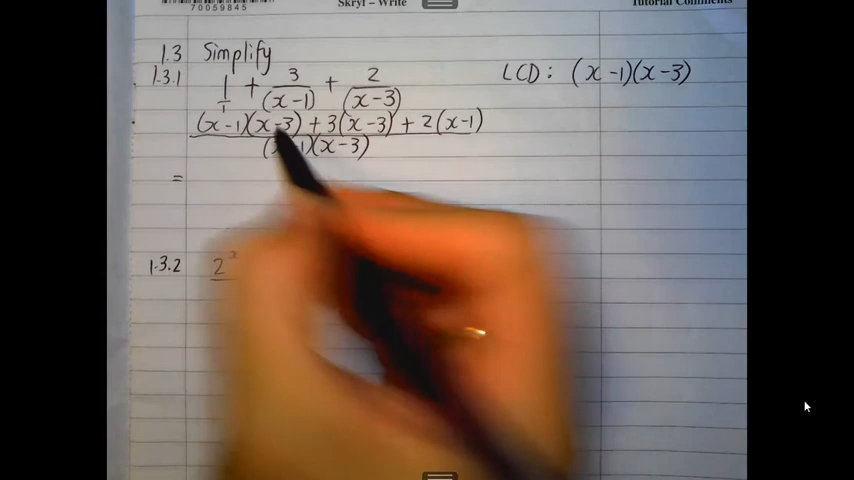 70059845 Skryf – Write Tutorial Comments
1.3 Simplify
1.3.1 1/1 + 3/(x-1) + 2/(x-3) LCD: (x-1)(x-3)
(x-1)(x-3) + 3(x-3) + 2(x-1)
(x-1)(x-3)
=
1.3.2 2^x